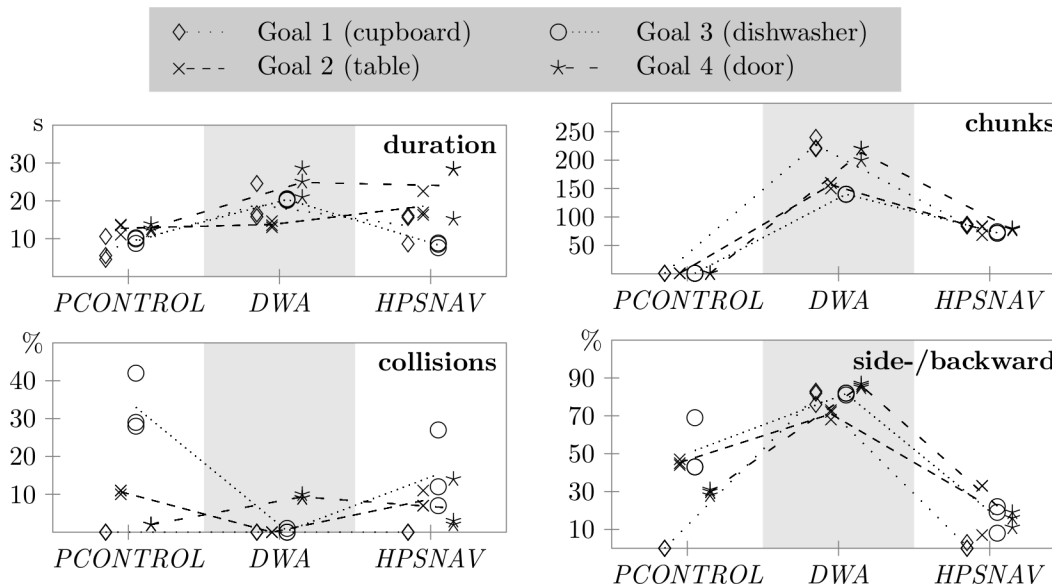 Goal 1 (cupboard) Goal 3 (dishwasher)
Goal 2 (table) Goal 4 (door)
s
duration
30
20
10
PCONTROL DWA HPSNAV
chunks
250
200
150
100
50
PCONTROL DWA HPSNAV
%
collisions
40
30
20
10
0
PCONTROL DWA HPSNAV
%
side-/backward
90
70
50
30
10
PCONTROL DWA HPSNAV